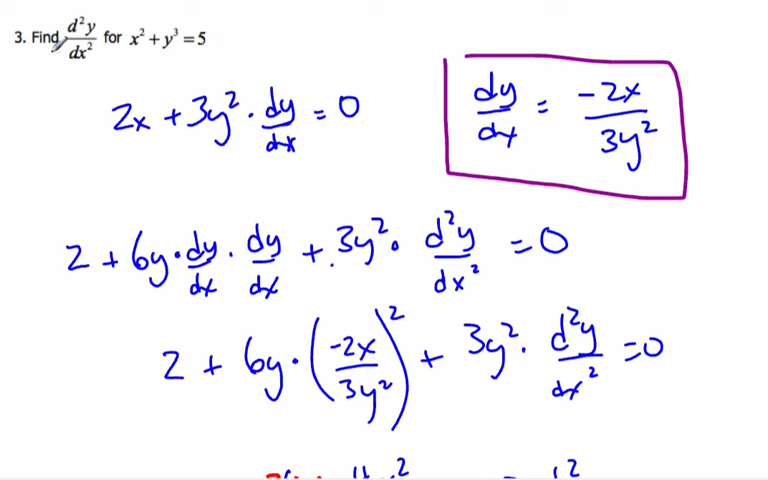 3. Find d²y/dx² for x² + y³ = 5
2x + 3y² · dy/dx = 0
dy/dx = -2x/3y²
2 + 6y · dy/dx · dy/dx + 3y² · d²y/dx² = 0
2 + 6y · (-2x/3y²)² + 3y² · d²y/dx² = 0